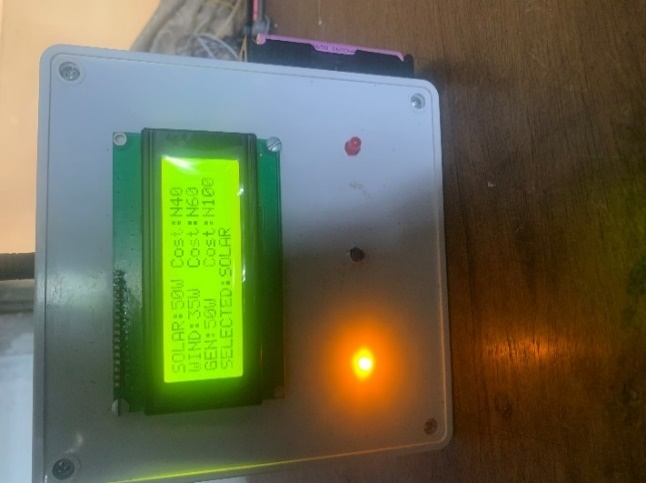 SOLAR:50W Cost:N40
WIND:35W Cost:N60
GEN:50W Cost:N100
SELECTED:SOLAR